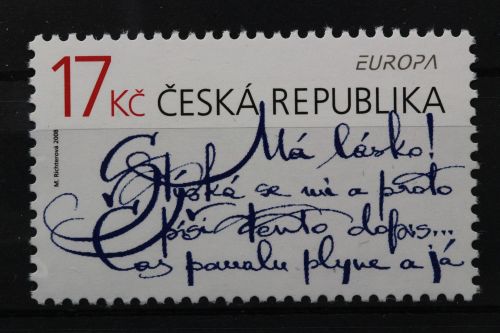 EUROPA
17 Kč ČESKÁ REPUBLIKA
M. Richterová 2008
Má lásko!
Stýská se mi a proto
píši tento dopis...
Čas pomalu plyne a já